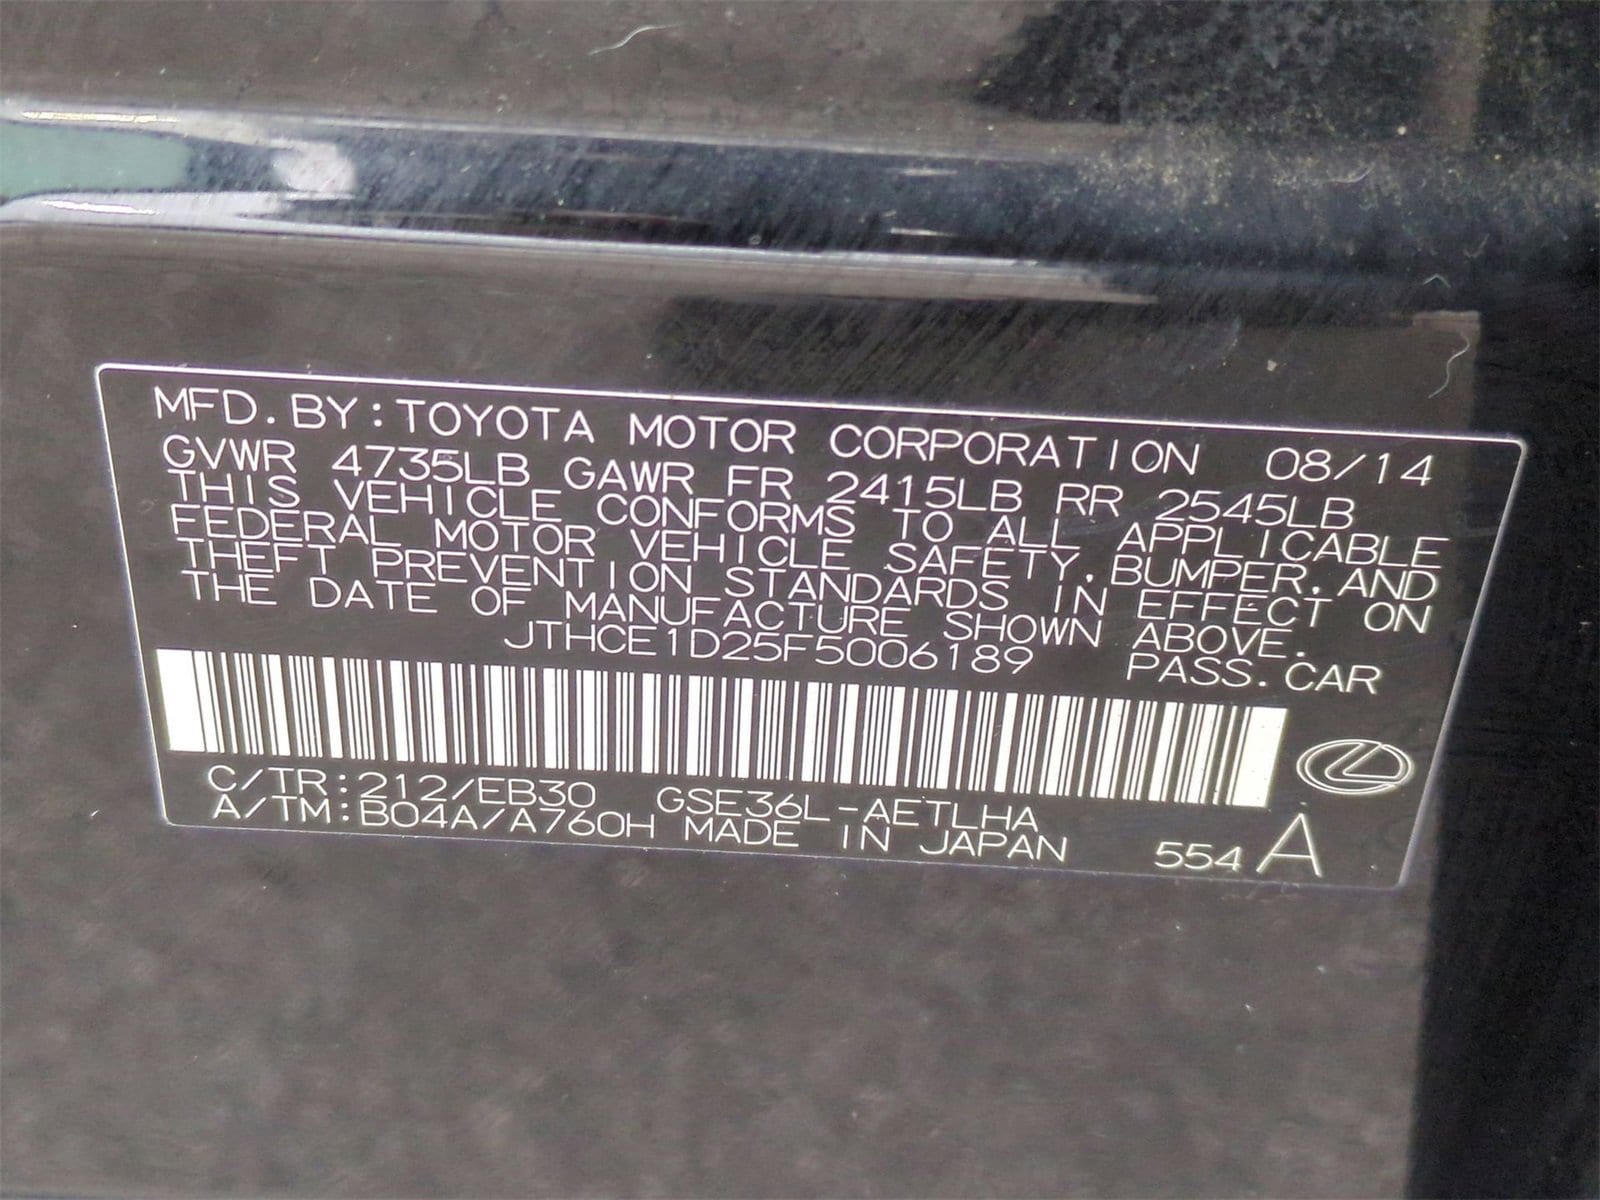 MFD. BY: TOYOTA MOTOR CORPORATION 08/14
GVWR 4735LB GAWR FR 2415LB RR 2545LB
THIS VEHICLE CONFORMS TO ALL APPLICABLE
FEDERAL MOTOR VEHICLE SAFETY, BUMPER, AND
THEFT PREVENTION STANDARDS IN EFFECT ON
THE DATE OF MANUFACTURE SHOWN ABOVE.
JTHCE1D25F5006189 PASS. CAR
C/TR:212/EB30 GSE36L-AETLHA
A/TM:B04A/A760H MADE IN JAPAN 554 A